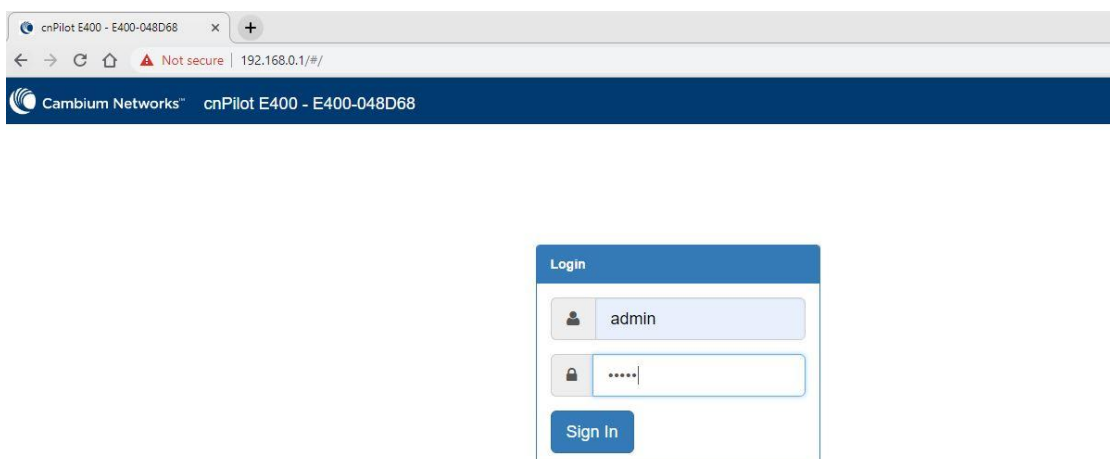 cnPilot E400 - E400-048D68
Not secure | 192.168.0.1/#/
Cambium Networks™ cnPilot E400 - E400-048D68
Login
admin
•••••
Sign In